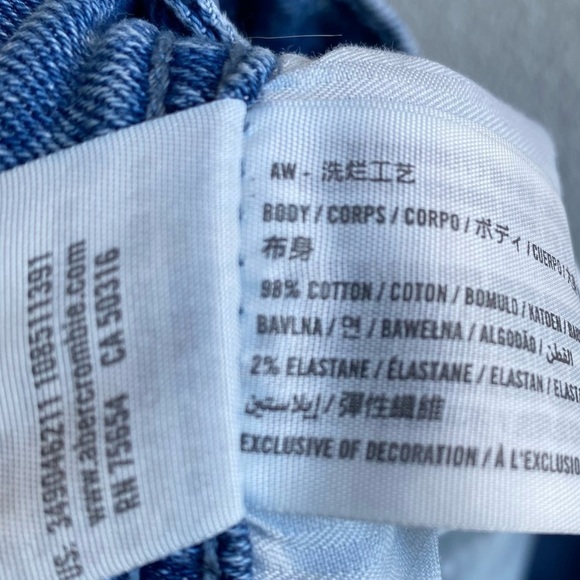 US: 349046211 1085111391
www.abercrombie.com
RN 75654 CA 50316
AW - 洗烂工艺
BODY / CORPS / CORPO / ボディ / CUERPO /
布身
98% COTTON / COTON / BOMULD / KATOEN /
BAVLNA / 면 / BAWEŁNA / ALGODÃO / القطن
2% ELASTANE / ÉLASTANE / ELASTAN /
إيلاستين / 彈性纖維
EXCLUSIVE OF DECORATION / À L'EXCLUSIO